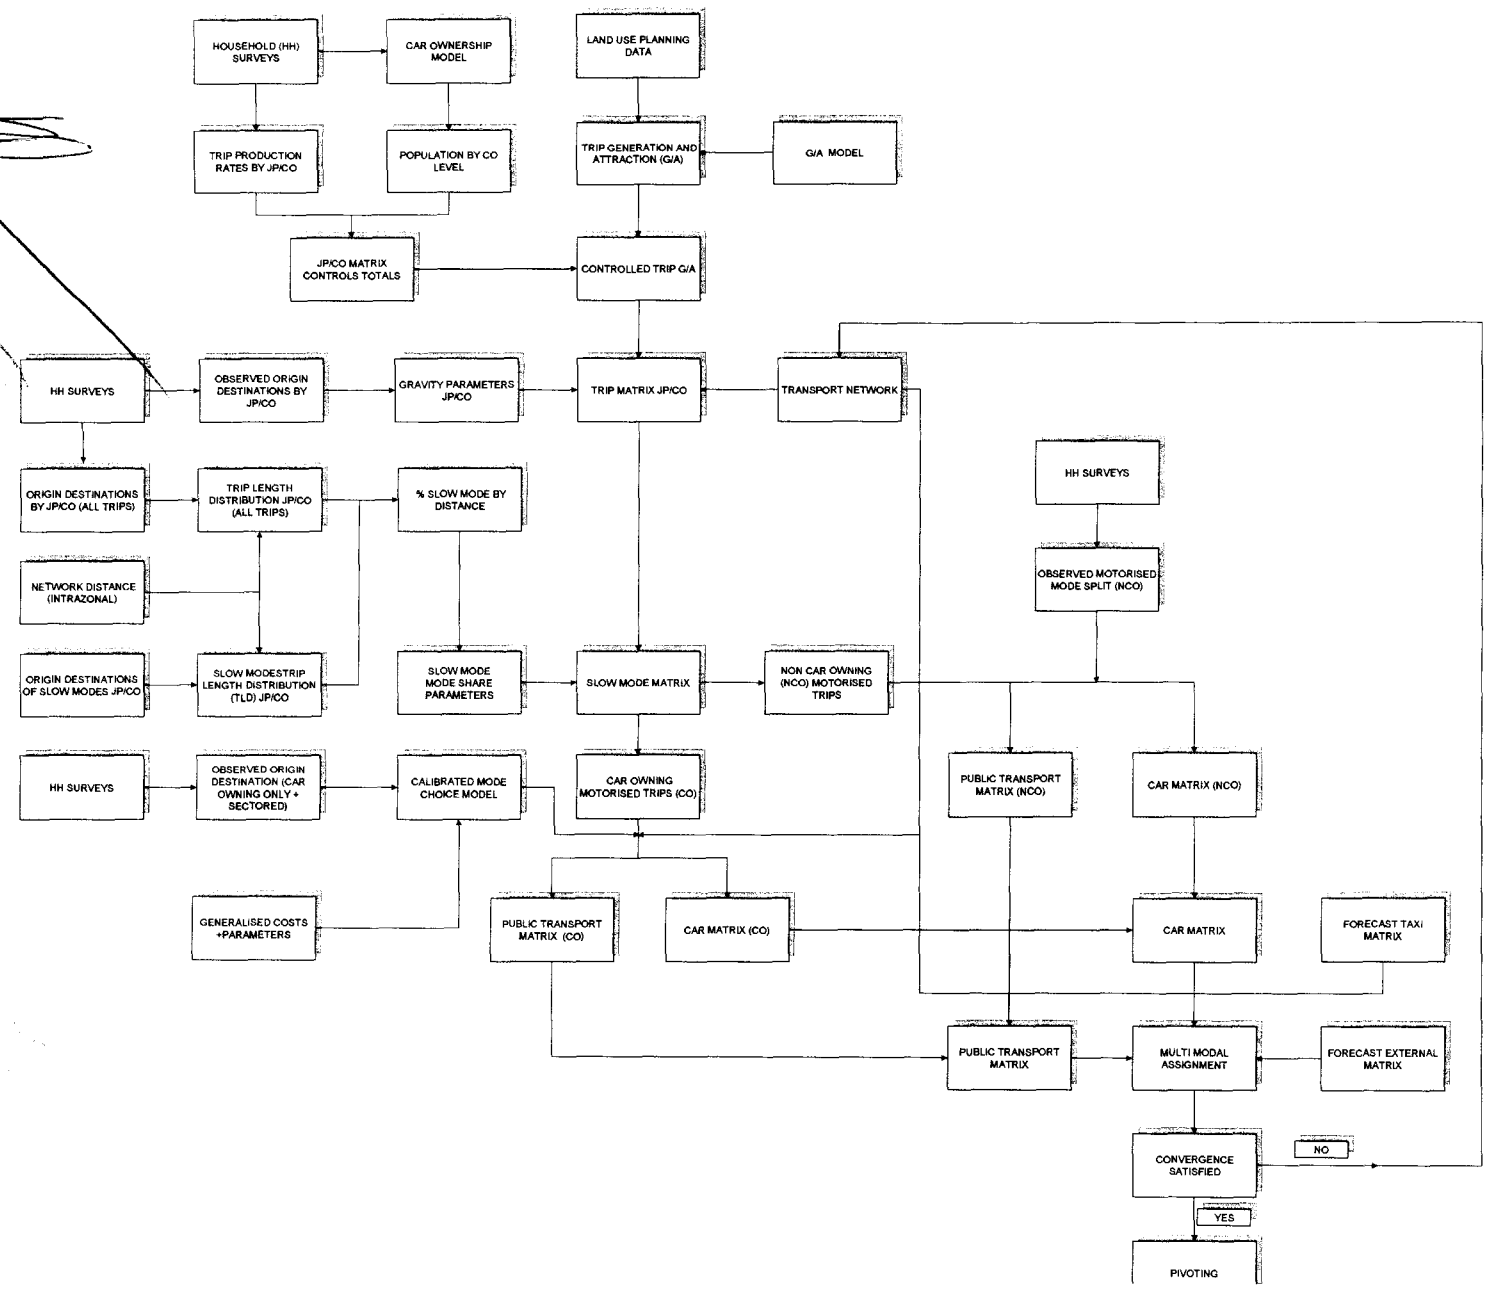 HOUSEHOLD (HH)
SURVEYS
CAR OWNERSHIP
MODEL
LAND USE PLANNING
DATA
TRIP PRODUCTION
RATES BY JP/CO
POPULATION BY CO
LEVEL
TRIP GENERATION AND
ATTRACTION (G/A)
G/A MODEL
JP/CO MATRIX
CONTROLS TOTALS
CONTROLLED TRIP G/A
HH SURVEYS
OBSERVED ORIGIN
DESTINATIONS BY
JP/CO
GRAVITY PARAMETERS
JP/CO
TRIP MATRIX JP/CO
TRANSPORT NETWORK
HH SURVEYS
ORIGIN DESTINATIONS
BY JP/CO (ALL TRIPS)
TRIP LENGTH
DISTRIBUTION JP/CO
(ALL TRIPS)
% SLOW MODE BY
DISTANCE
NETWORK DISTANCE
(INTRAZONAL)
OBSERVED MOTORISED
MODE SPLIT (NCO)
ORIGIN DESTINATIONS
OF SLOW MODES JP/CO
SLOW MODESTRIP
LENGTH DISTRIBUTION
(TLD) JP/CO
SLOW MODE
MODE SHARE
PARAMETERS
SLOW MODE MATRIX
NON CAR OWNING
(NCO) MOTORISED
TRIPS
HH SURVEYS
OBSERVED ORIGIN
DESTINATION (CAR
OWNING ONLY +
SECTORED)
CALIBRATED MODE
CHOICE MODEL
CAR OWNING
MOTORISED TRIPS (CO)
PUBLIC TRANSPORT
MATRIX (NCO)
CAR MATRIX (NCO)
GENERALISED COSTS
+PARAMETERS
PUBLIC TRANSPORT
MATRIX (CO)
CAR MATRIX (CO)
CAR MATRIX
FORECAST TAXI
MATRIX
PUBLIC TRANSPORT
MATRIX
MULTI MODAL
ASSIGNMENT
FORECAST EXTERNAL
MATRIX
CONVERGENCE
SATISFIED
NO
YES
PIVOTING